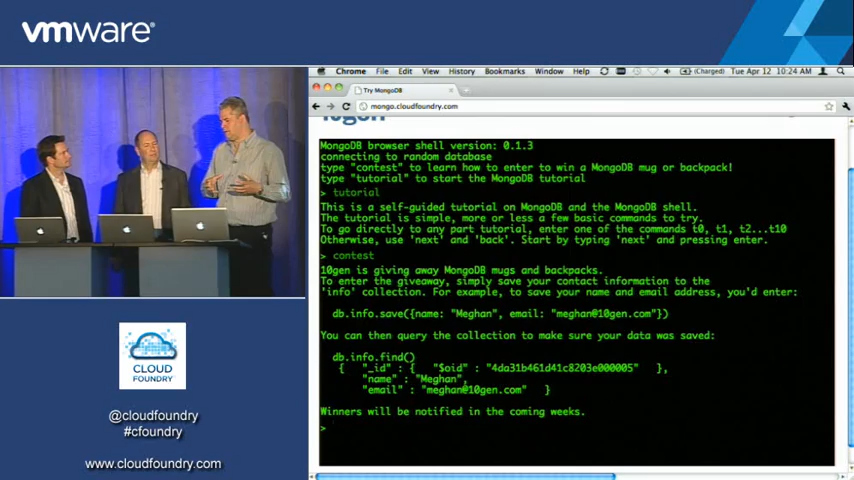 vmware®
Chrome File Edit View History Bookmarks Window Help (Charged) Tue Apr 12 10:24 AM
Try MongoDB
mongo.cloudfoundry.com
10gen
MongoDB browser shell version: 0.1.3
connecting to random database
type "contest" to learn how to enter to win a MongoDB mug or backpack!
type "tutorial" to start the MongoDB tutorial
> tutorial
This is a self-guided tutorial on MongoDB and the MongoDB shell.
The tutorial is simple, more or less a few basic commands to try.
To go directly to any part tutorial, enter one of the commands t0, t1, t2...t10
Otherwise, use 'next' and 'back'. Start by typing 'next' and pressing enter.
> contest
10gen is giving away MongoDB mugs and backpacks.
To enter the giveaway, simply save your contact information to the
'info' collection. For example, to save your name and email address, you'd enter:
db.info.save({name: "Meghan", email: "meghan@10gen.com"})
You can then query the collection to make sure your data was saved:
db.info.find()
{ "_id" : { "$oid" : "4da31b461d41c8203e000005" },
"name" : "Meghan",
"email" : "meghan@10gen.com" }
Winners will be notified in the coming weeks.
>
CLOUD
FOUNDRY
@cloudfoundry
#cfoundry
www.cloudfoundry.com